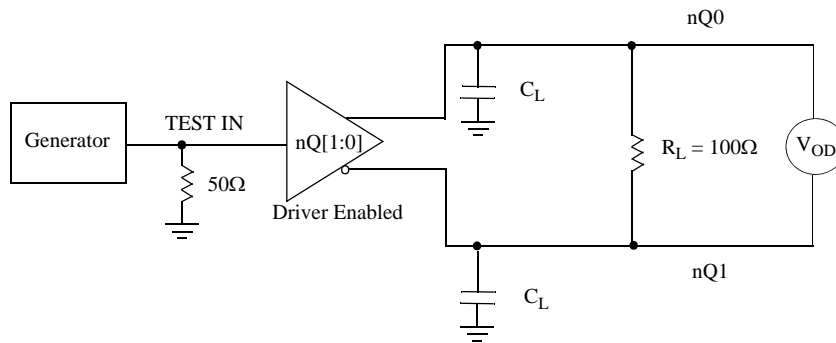 nQ0
C_L
Generator
TEST IN
nQ[1:0]
R_L = 100Ω
V_OD
50Ω
Driver Enabled
nQ1
C_L